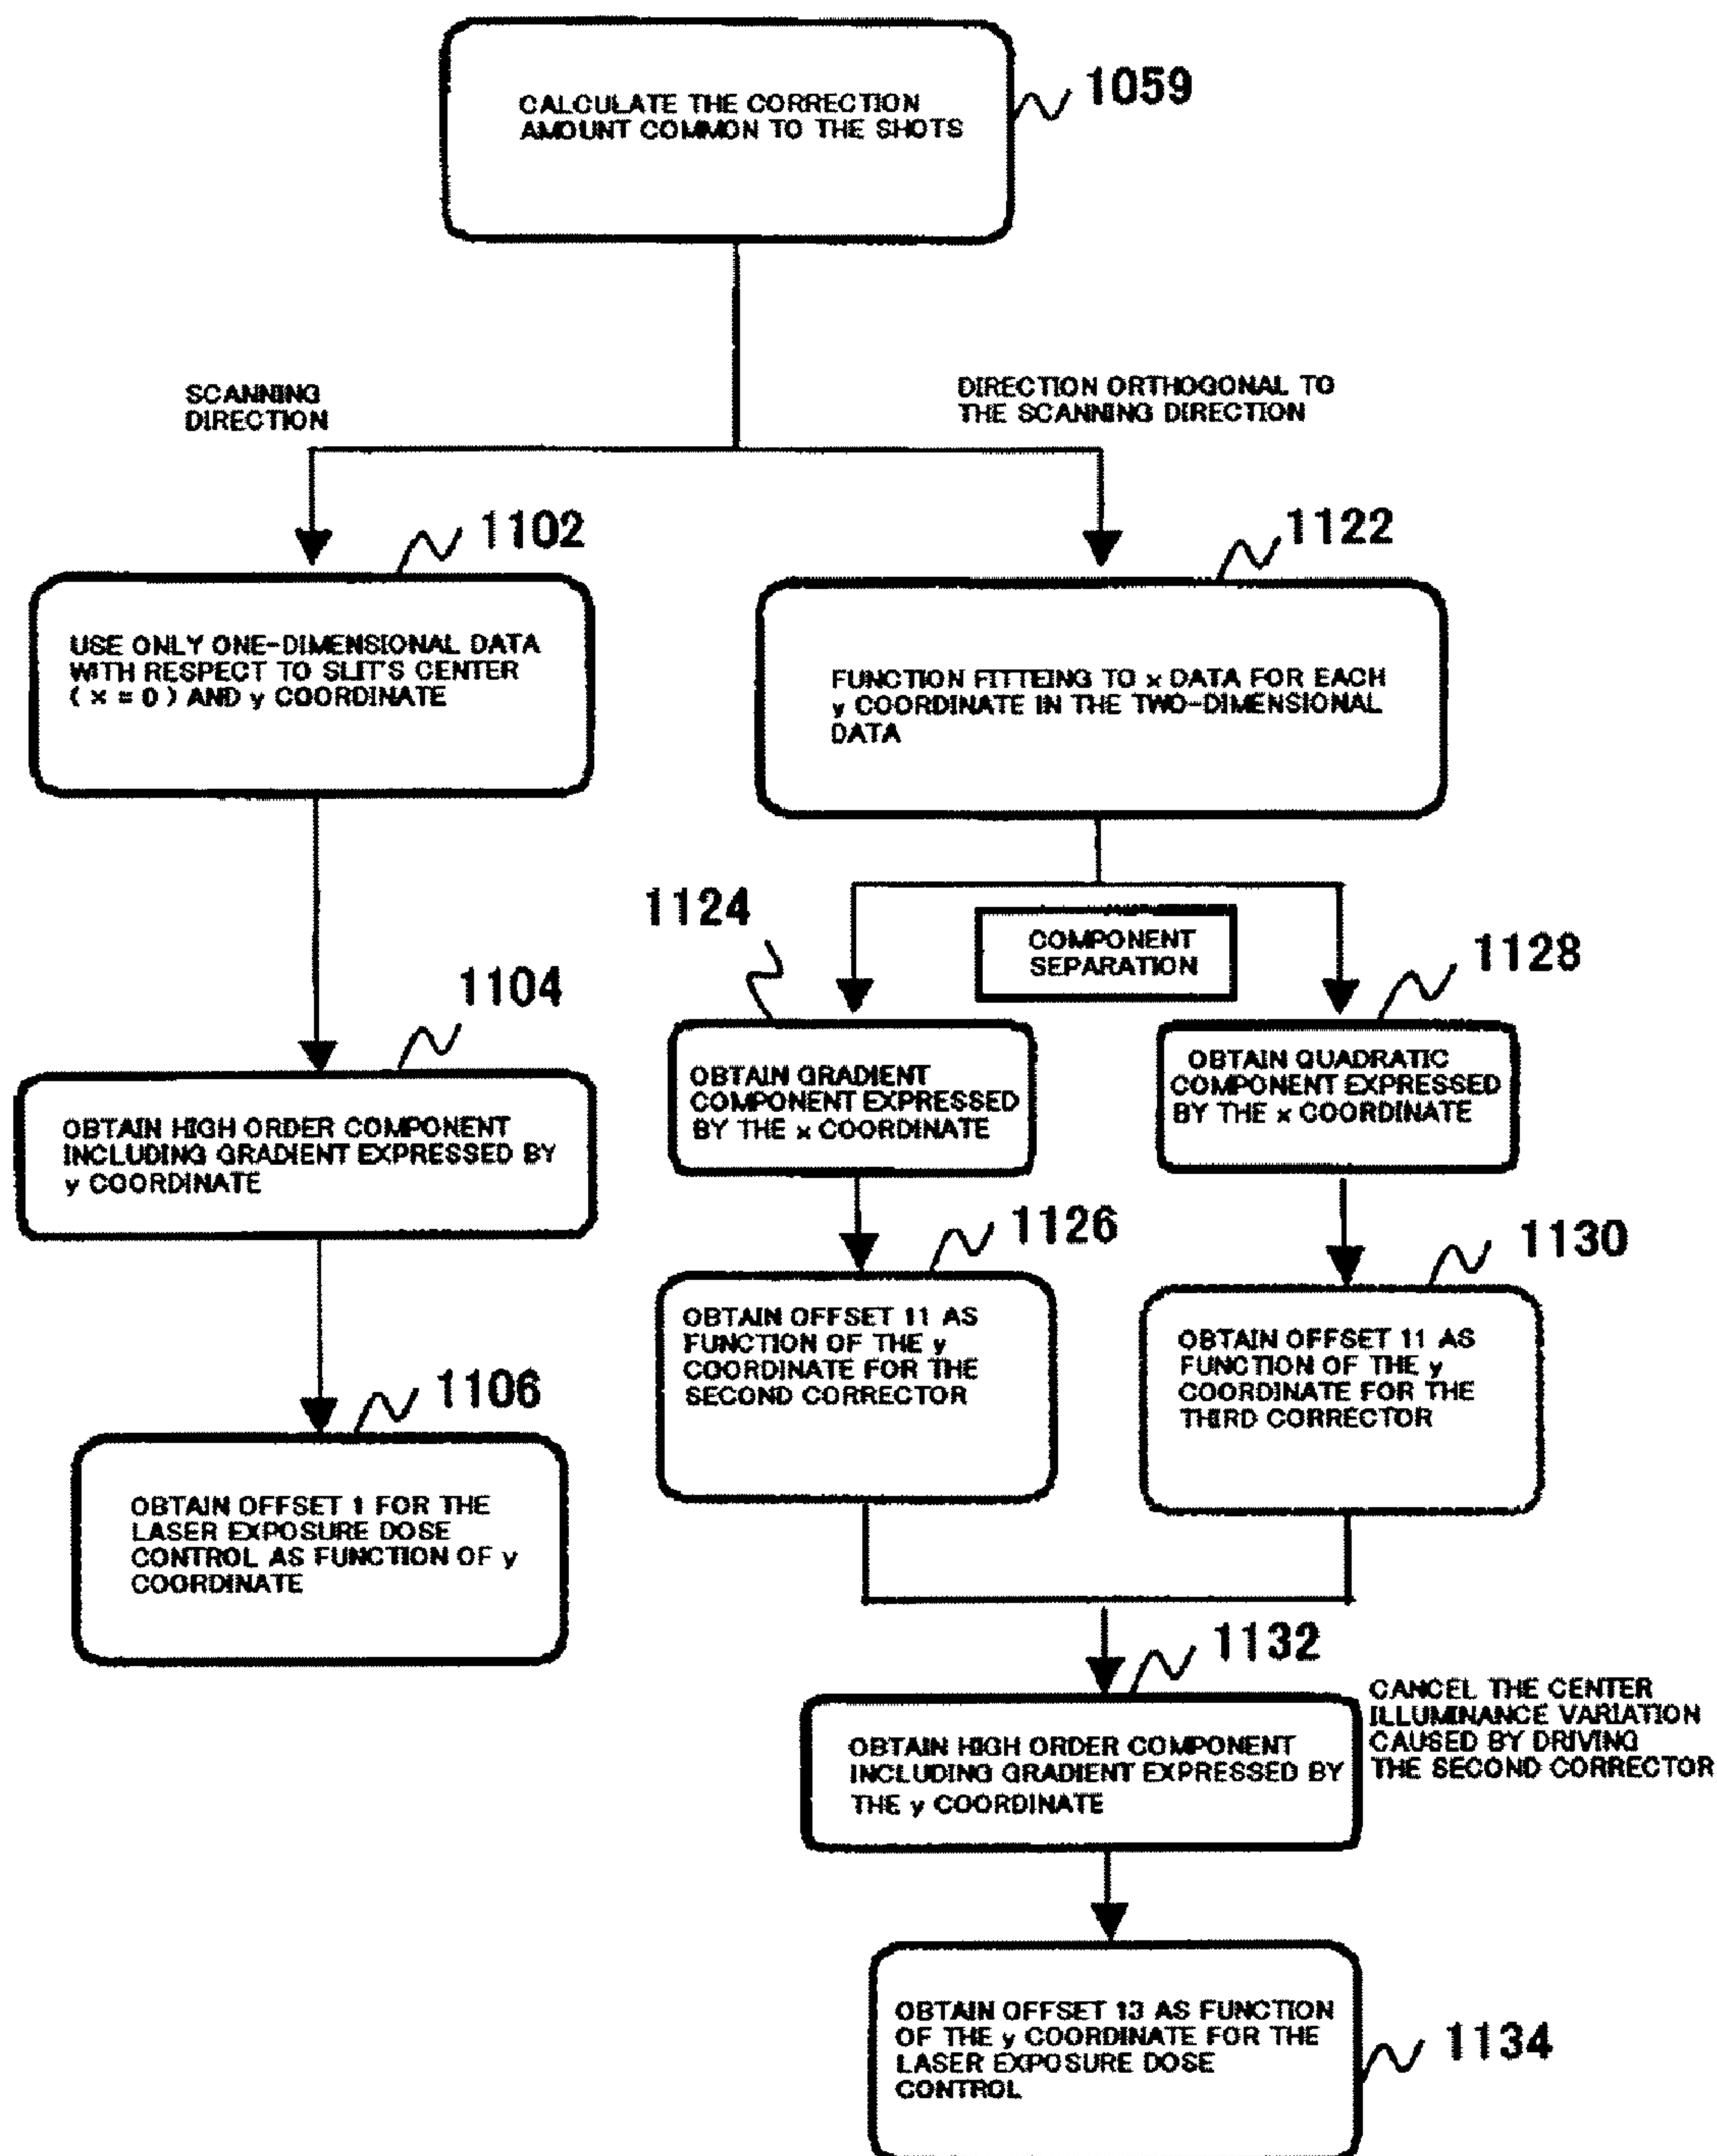 CALCULATE THE CORRECTION
AMOUNT COMMON TO THE SHOTS
1059
SCANNING
DIRECTION
DIRECTION ORTHOGONAL TO
THE SCANNING DIRECTION
1102
USE ONLY ONE-DIMENSIONAL DATA
WITH RESPECT TO SLIT'S CENTER
( x = 0 ) AND y COORDINATE
1122
FUNCTION FITTEING TO x DATA FOR EACH
y COORDINATE IN THE TWO-DIMENSIONAL
DATA
COMPONENT
SEPARATION
1104
OBTAIN HIGH ORDER COMPONENT
INCLUDING GRADIENT EXPRESSED BY
y COORDINATE
1124
OBTAIN GRADIENT
COMPONENT EXPRESSED
BY THE x COORDINATE
1128
OBTAIN QUADRATIC
COMPONENT EXPRESSED
BY THE x COORDINATE
1106
OBTAIN OFFSET 1 FOR THE
LASER EXPOSURE DOSE
CONTROL AS FUNCTION OF y
COORDINATE
1126
OBTAIN OFFSET 11 AS
FUNCTION OF THE y
COORDINATE FOR THE
SECOND CORRECTOR
1130
OBTAIN OFFSET 11 AS
FUNCTION OF THE y
COORDINATE FOR THE
THIRD CORRECTOR
1132
OBTAIN HIGH ORDER COMPONENT
INCLUDING GRADIENT EXPRESSED BY
THE y COORDINATE
CANCEL THE CENTER
ILLUMINANCE VARIATION
CAUSED BY DRIVING
THE SECOND CORRECTOR
OBTAIN OFFSET 13 AS FUNCTION
OF THE y COORDINATE FOR THE
LASER EXPOSURE DOSE
CONTROL
1134